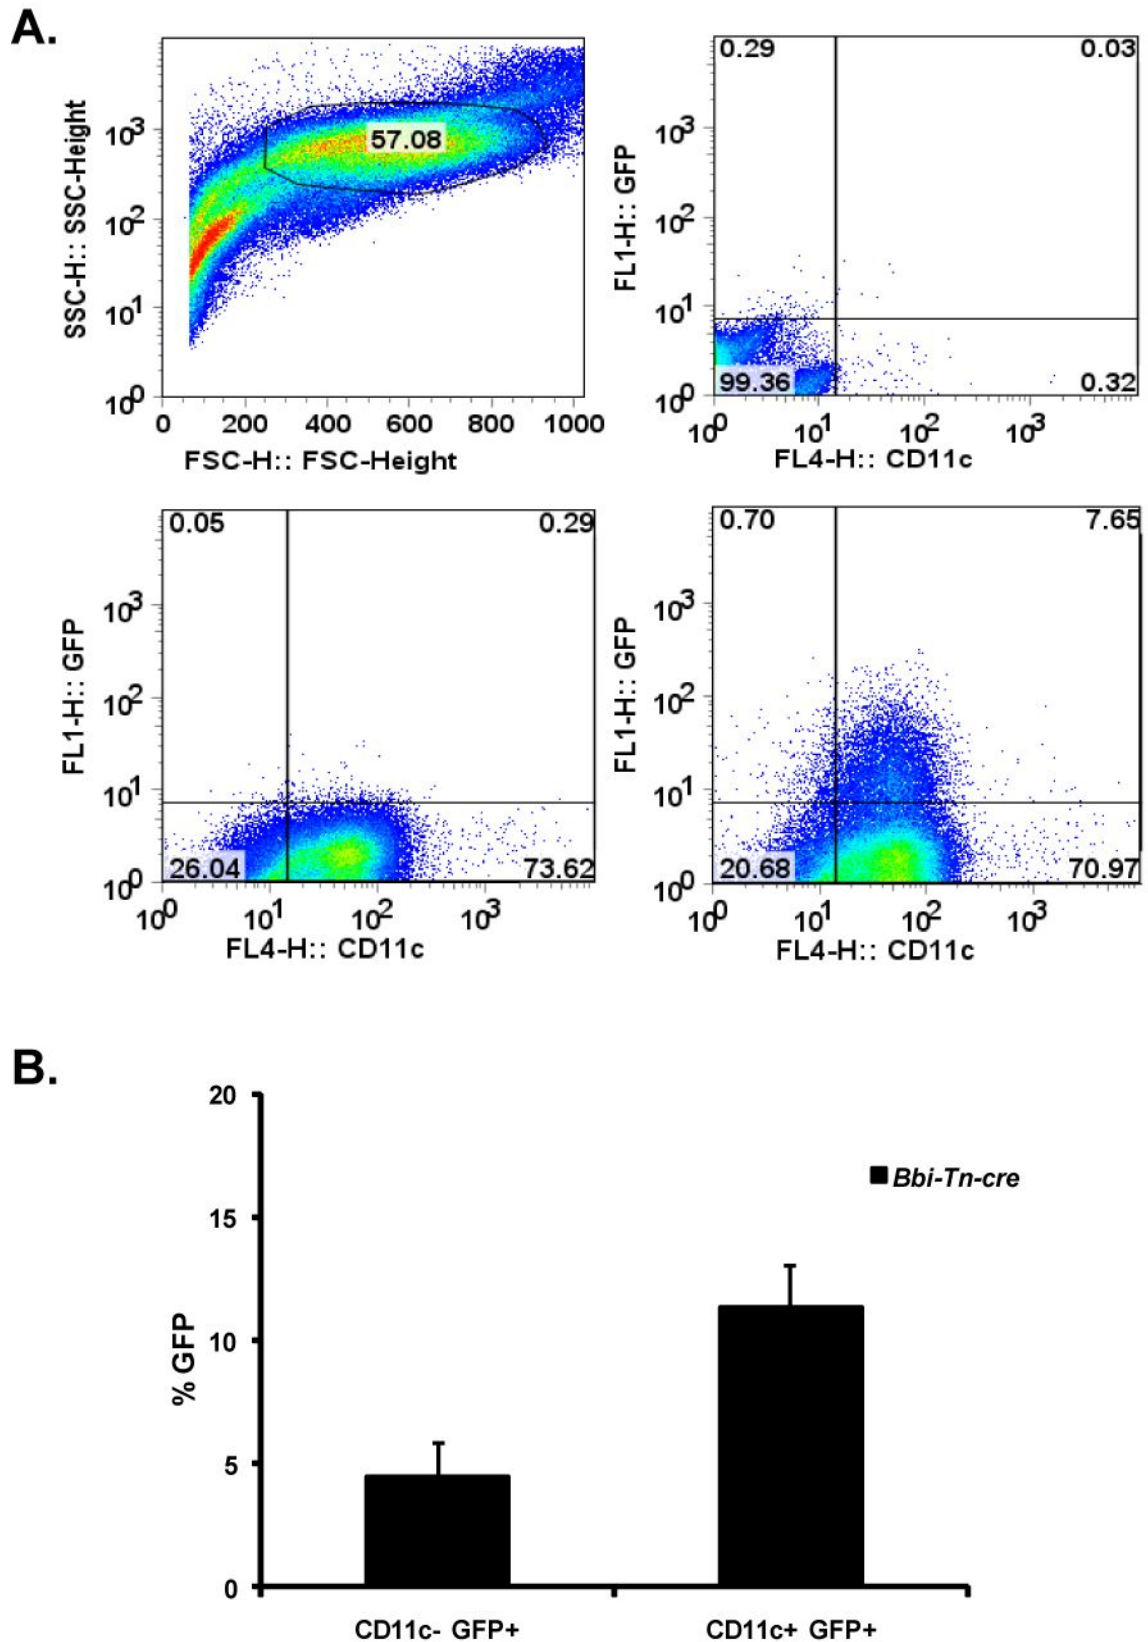 A.
SSC-H:: SSC-Height
10³
10²
10¹
10⁰
57.08
0 200 400 600 800 1000
FSC-H:: FSC-Height
FL1-H:: GFP
10³
10²
10¹
10⁰
0.29 0.03
99.36 0.32
10⁰ 10¹ 10² 10³
FL4-H:: CD11c
FL1-H:: GFP
10³
10²
10¹
10⁰
0.05 0.29
26.04 73.62
10⁰ 10¹ 10² 10³
FL4-H:: CD11c
FL1-H:: GFP
10³
10²
10¹
10⁰
0.70 7.65
20.68 70.97
10⁰ 10¹ 10² 10³
FL4-H:: CD11c
B.
% GFP
20
15
10
5
0
Bbi-Tn-cre
CD11c- GFP+ CD11c+ GFP+